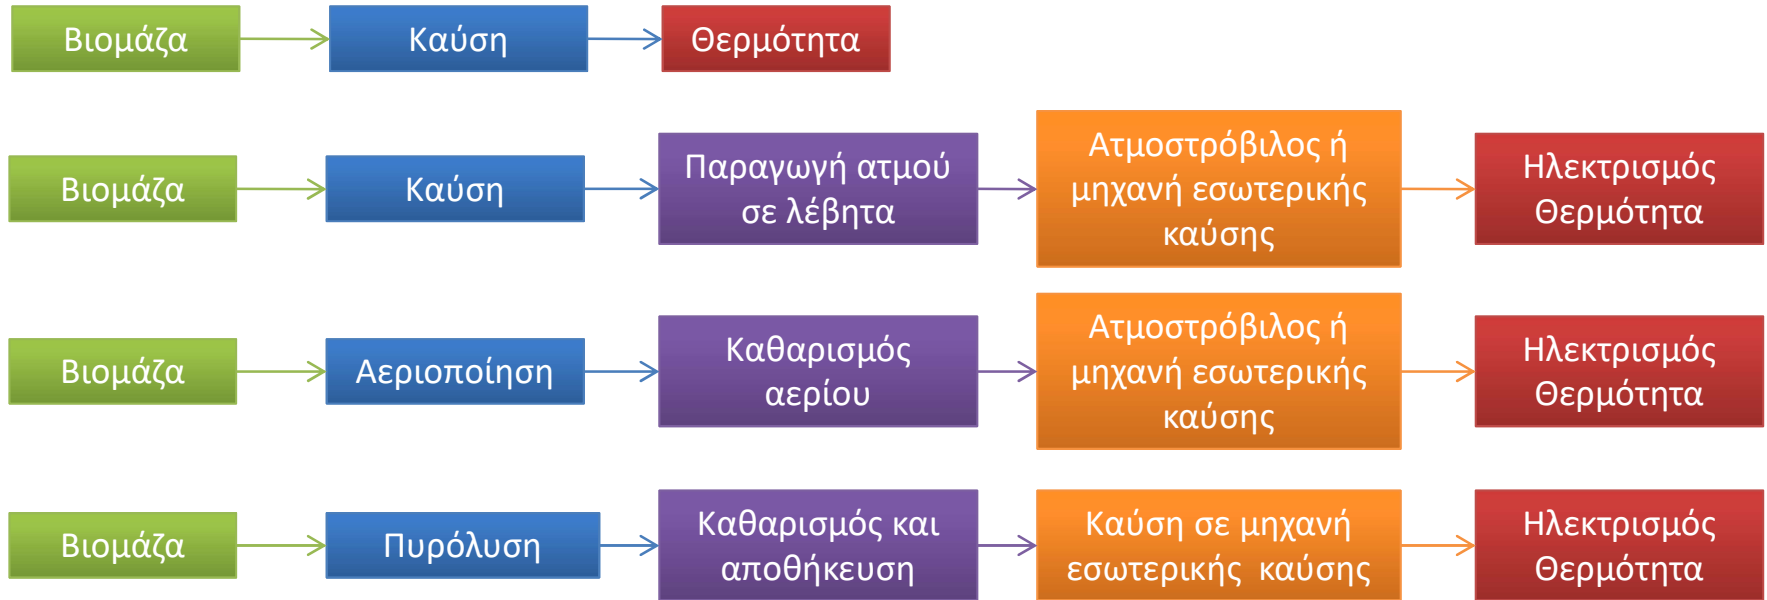 Βιομάζα
Καύση
Θερμότητα
Βιομάζα
Καύση
Παραγωγή ατμού
σε λέβητα
Ατμοστρόβιλος ή
μηχανή εσωτερικής
καύσης
Ηλεκτρισμός
Θερμότητα
Βιομάζα
Αεριοποίηση
Καθαρισμός
αερίου
Ατμοστρόβιλος ή
μηχανή εσωτερικής
καύσης
Ηλεκτρισμός
Θερμότητα
Βιομάζα
Πυρόλυση
Καθαρισμός και
αποθήκευση
Καύση σε μηχανή
εσωτερικής καύσης
Ηλεκτρισμός
Θερμότητα